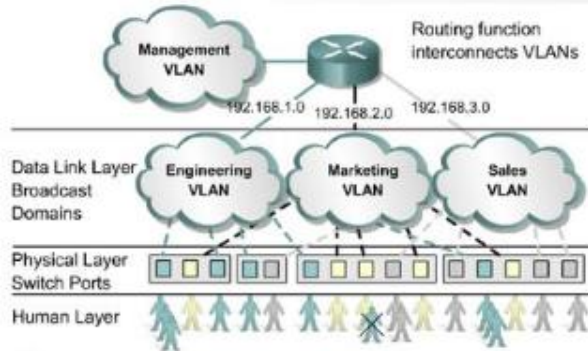 Management
VLAN
Routing function
interconnects VLANs
192.168.1.0
192.168.2.0
192.168.3.0
Data Link Layer
Broadcast
Domains
Engineering
VLAN
Marketing
VLAN
Sales
VLAN
Physical Layer
Switch Ports
Human Layer